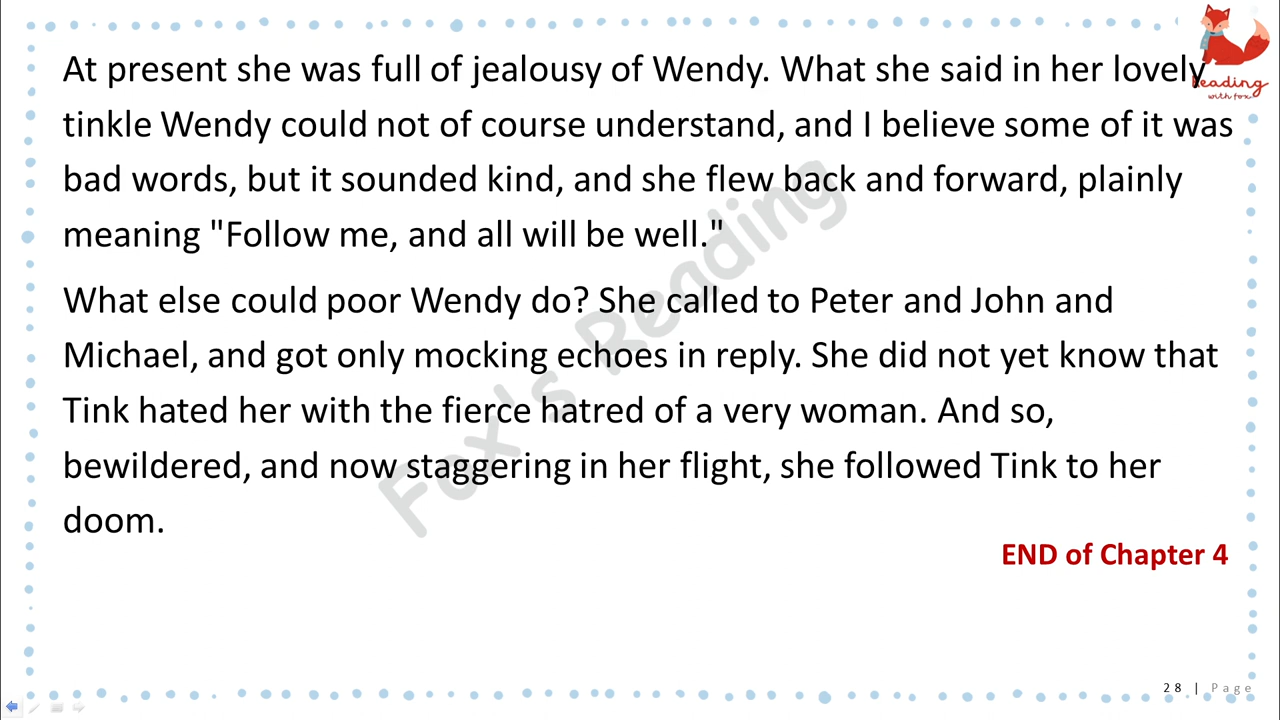 At present she was full of jealousy of Wendy. What she said in her lovely
tinkle Wendy could not of course understand, and I believe some of it was
bad words, but it sounded kind, and she flew back and forward, plainly
meaning "Follow me, and all will be well."
What else could poor Wendy do? She called to Peter and John and
Michael, and got only mocking echoes in reply. She did not yet know that
Tink hated her with the fierce hatred of a very woman. And so,
bewildered, and now staggering in her flight, she followed Tink to her
doom.
END of Chapter 4
Reading
with fox
Fox's Reading
28 | Page